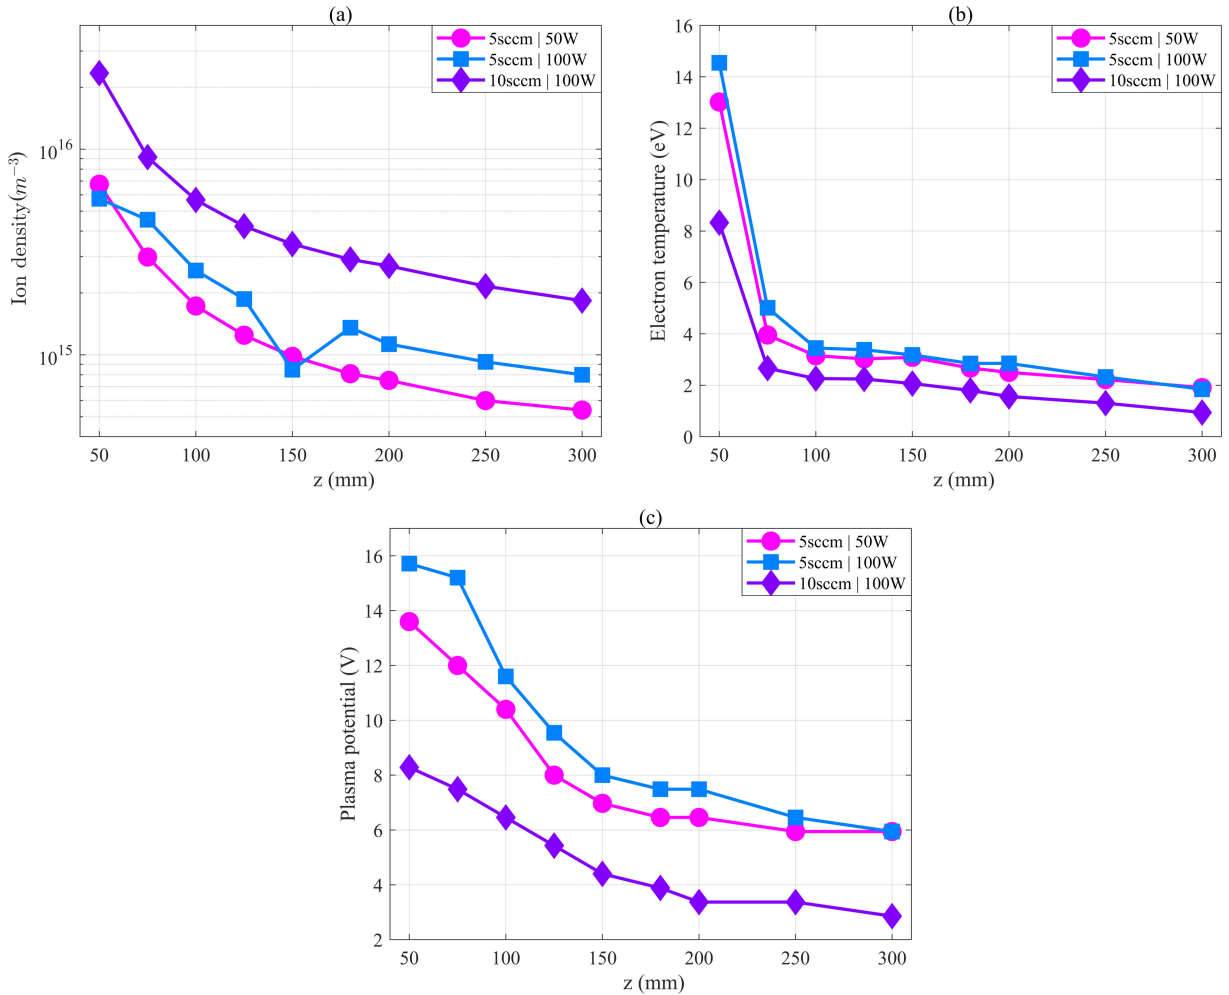 (a)
5sccm | 50W
5sccm | 100W
10sccm | 100W
10^16
10^15
Ion density(m^−3)
50 100 150 200 250 300
z (mm)
(b)
5sccm | 50W
5sccm | 100W
10sccm | 100W
16
14
12
10
8
6
4
2
0
Electron temperature (eV)
50 100 150 200 250 300
z (mm)
(c)
5sccm | 50W
5sccm | 100W
10sccm | 100W
16
14
12
10
8
6
4
2
Plasma potential (V)
50 100 150 200 250 300
z (mm)